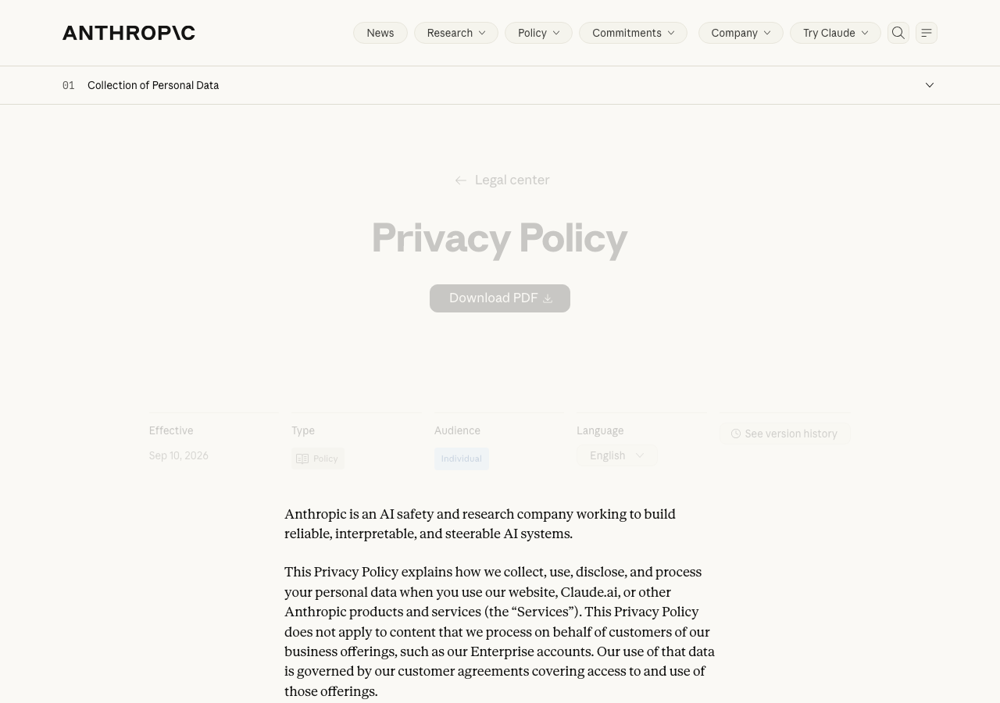 ANTHROP\C
News
Research
Policy
Commitments
Company
Try Claude
01 Collection of Personal Data
Legal center
Privacy Policy
Download PDF
Effective
Sep 10, 2026
Type
Policy
Audience
Individual
Language
English
See version history
Anthropic is an AI safety and research company working to build
reliable, interpretable, and steerable AI systems.
This Privacy Policy explains how we collect, use, disclose, and process
your personal data when you use our website, Claude.ai, or other
Anthropic products and services (the “Services”). This Privacy Policy
does not apply to content that we process on behalf of customers of our
business offerings, such as our Enterprise accounts. Our use of that data
is governed by our customer agreements covering access to and use of
those offerings.